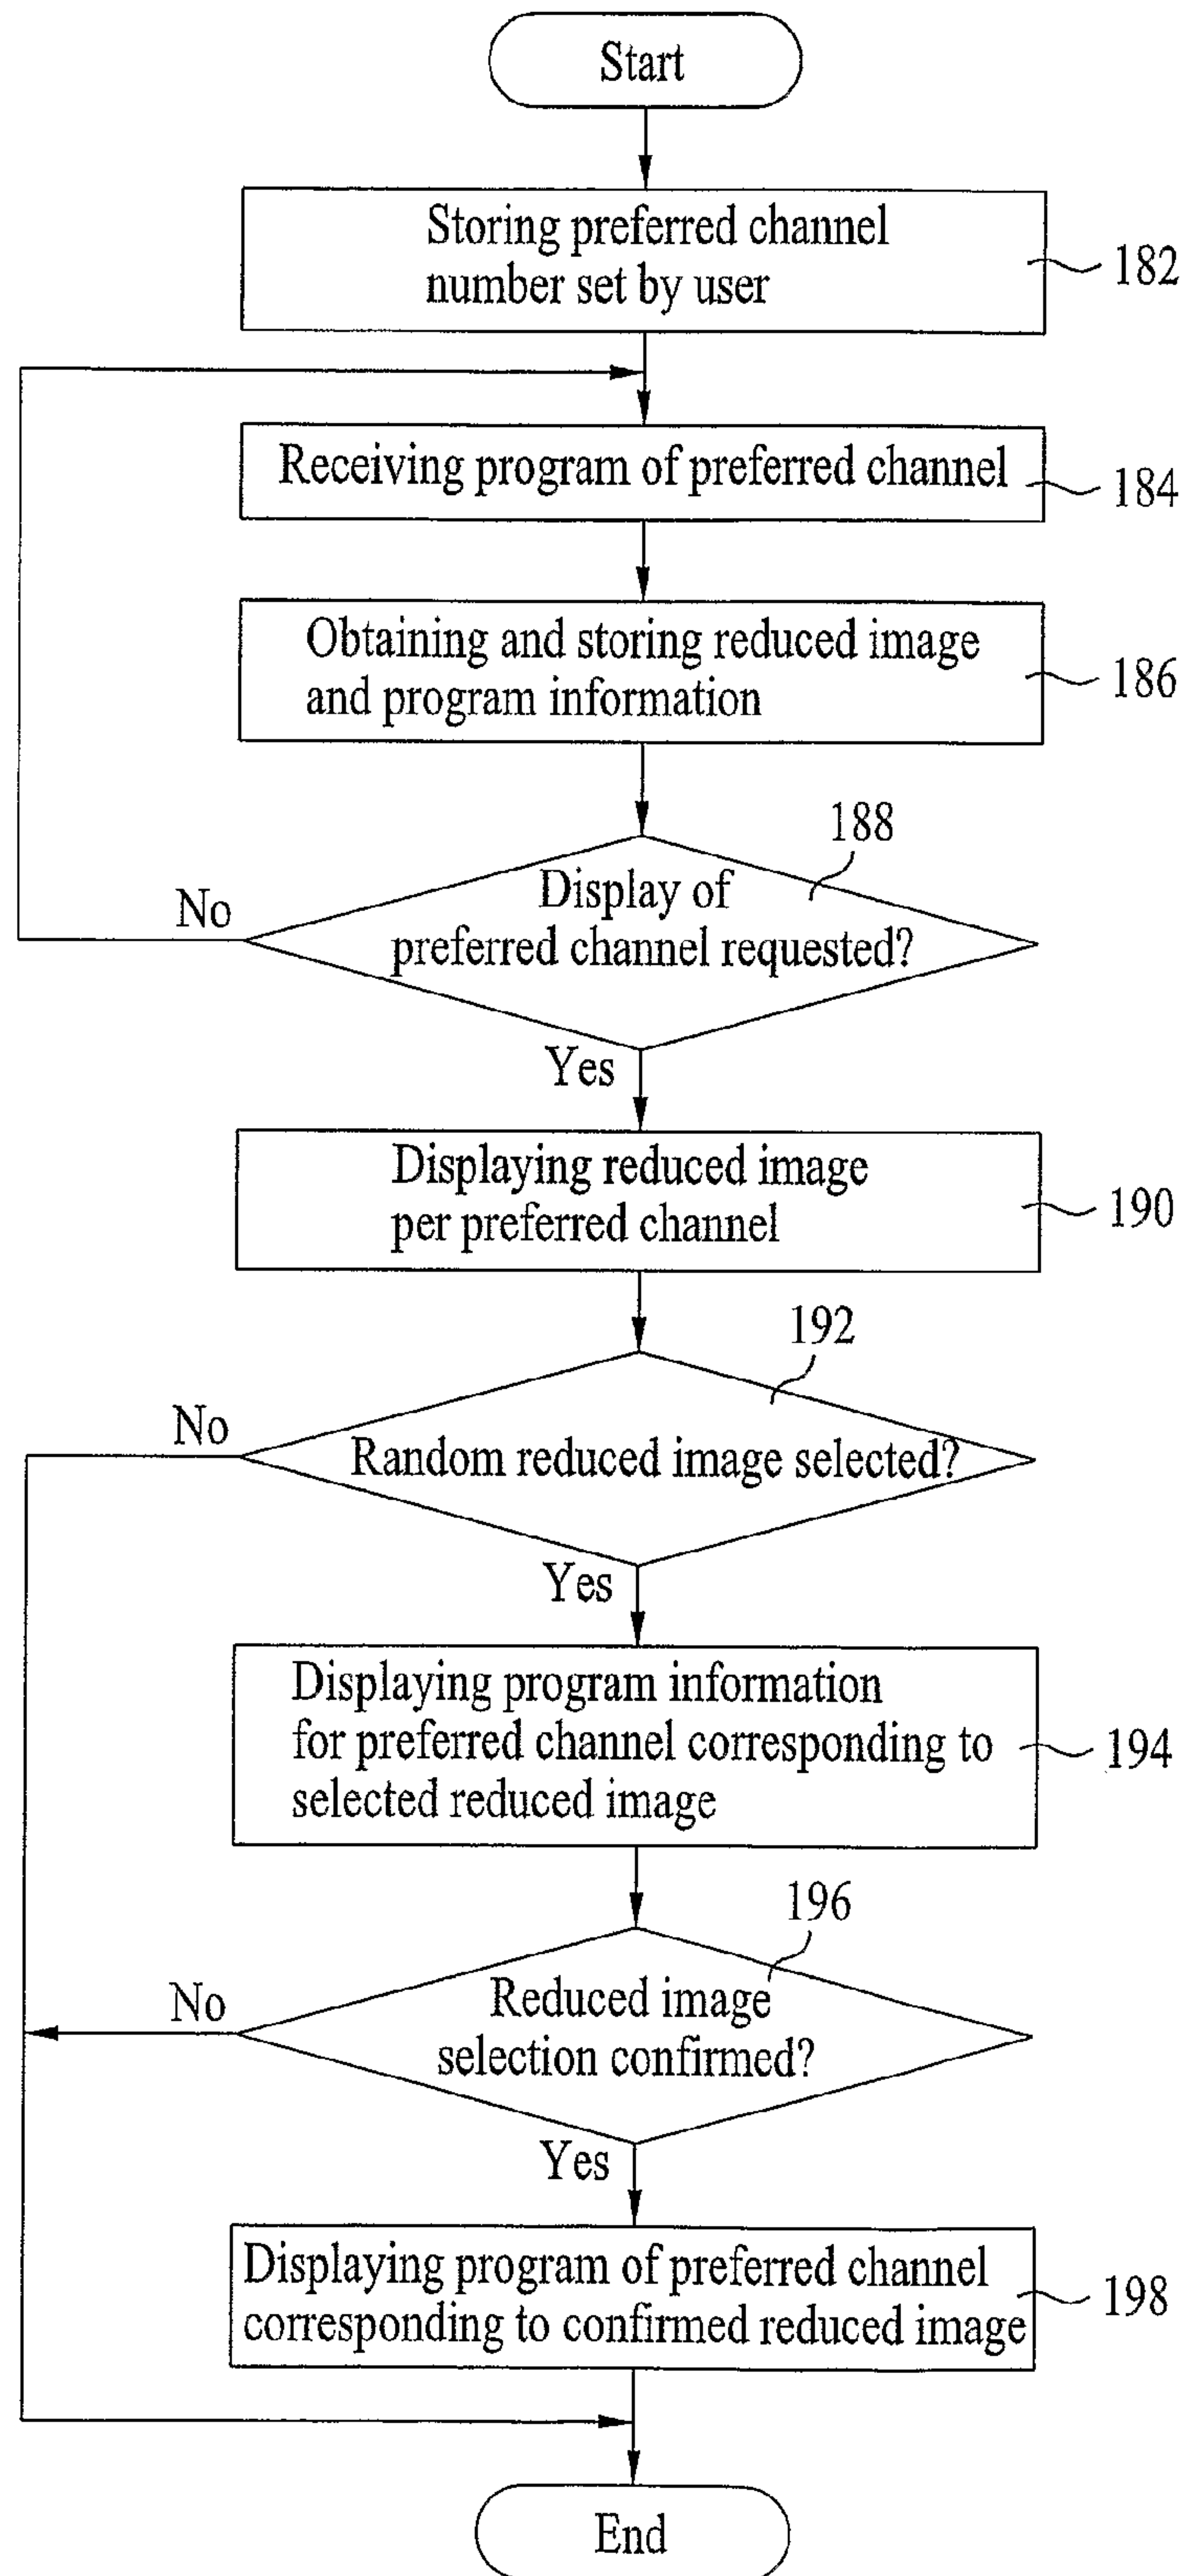 Start
Storing preferred channel
number set by user
182
Receiving program of preferred channel
184
Obtaining and storing reduced image
and program information
186
188
Display of
preferred channel requested?
No
Yes
Displaying reduced image
per preferred channel
190
192
Random reduced image selected?
No
Yes
Displaying program information
for preferred channel corresponding to
selected reduced image
194
196
Reduced image
selection confirmed?
No
Yes
Displaying program of preferred channel
corresponding to confirmed reduced image
198
End